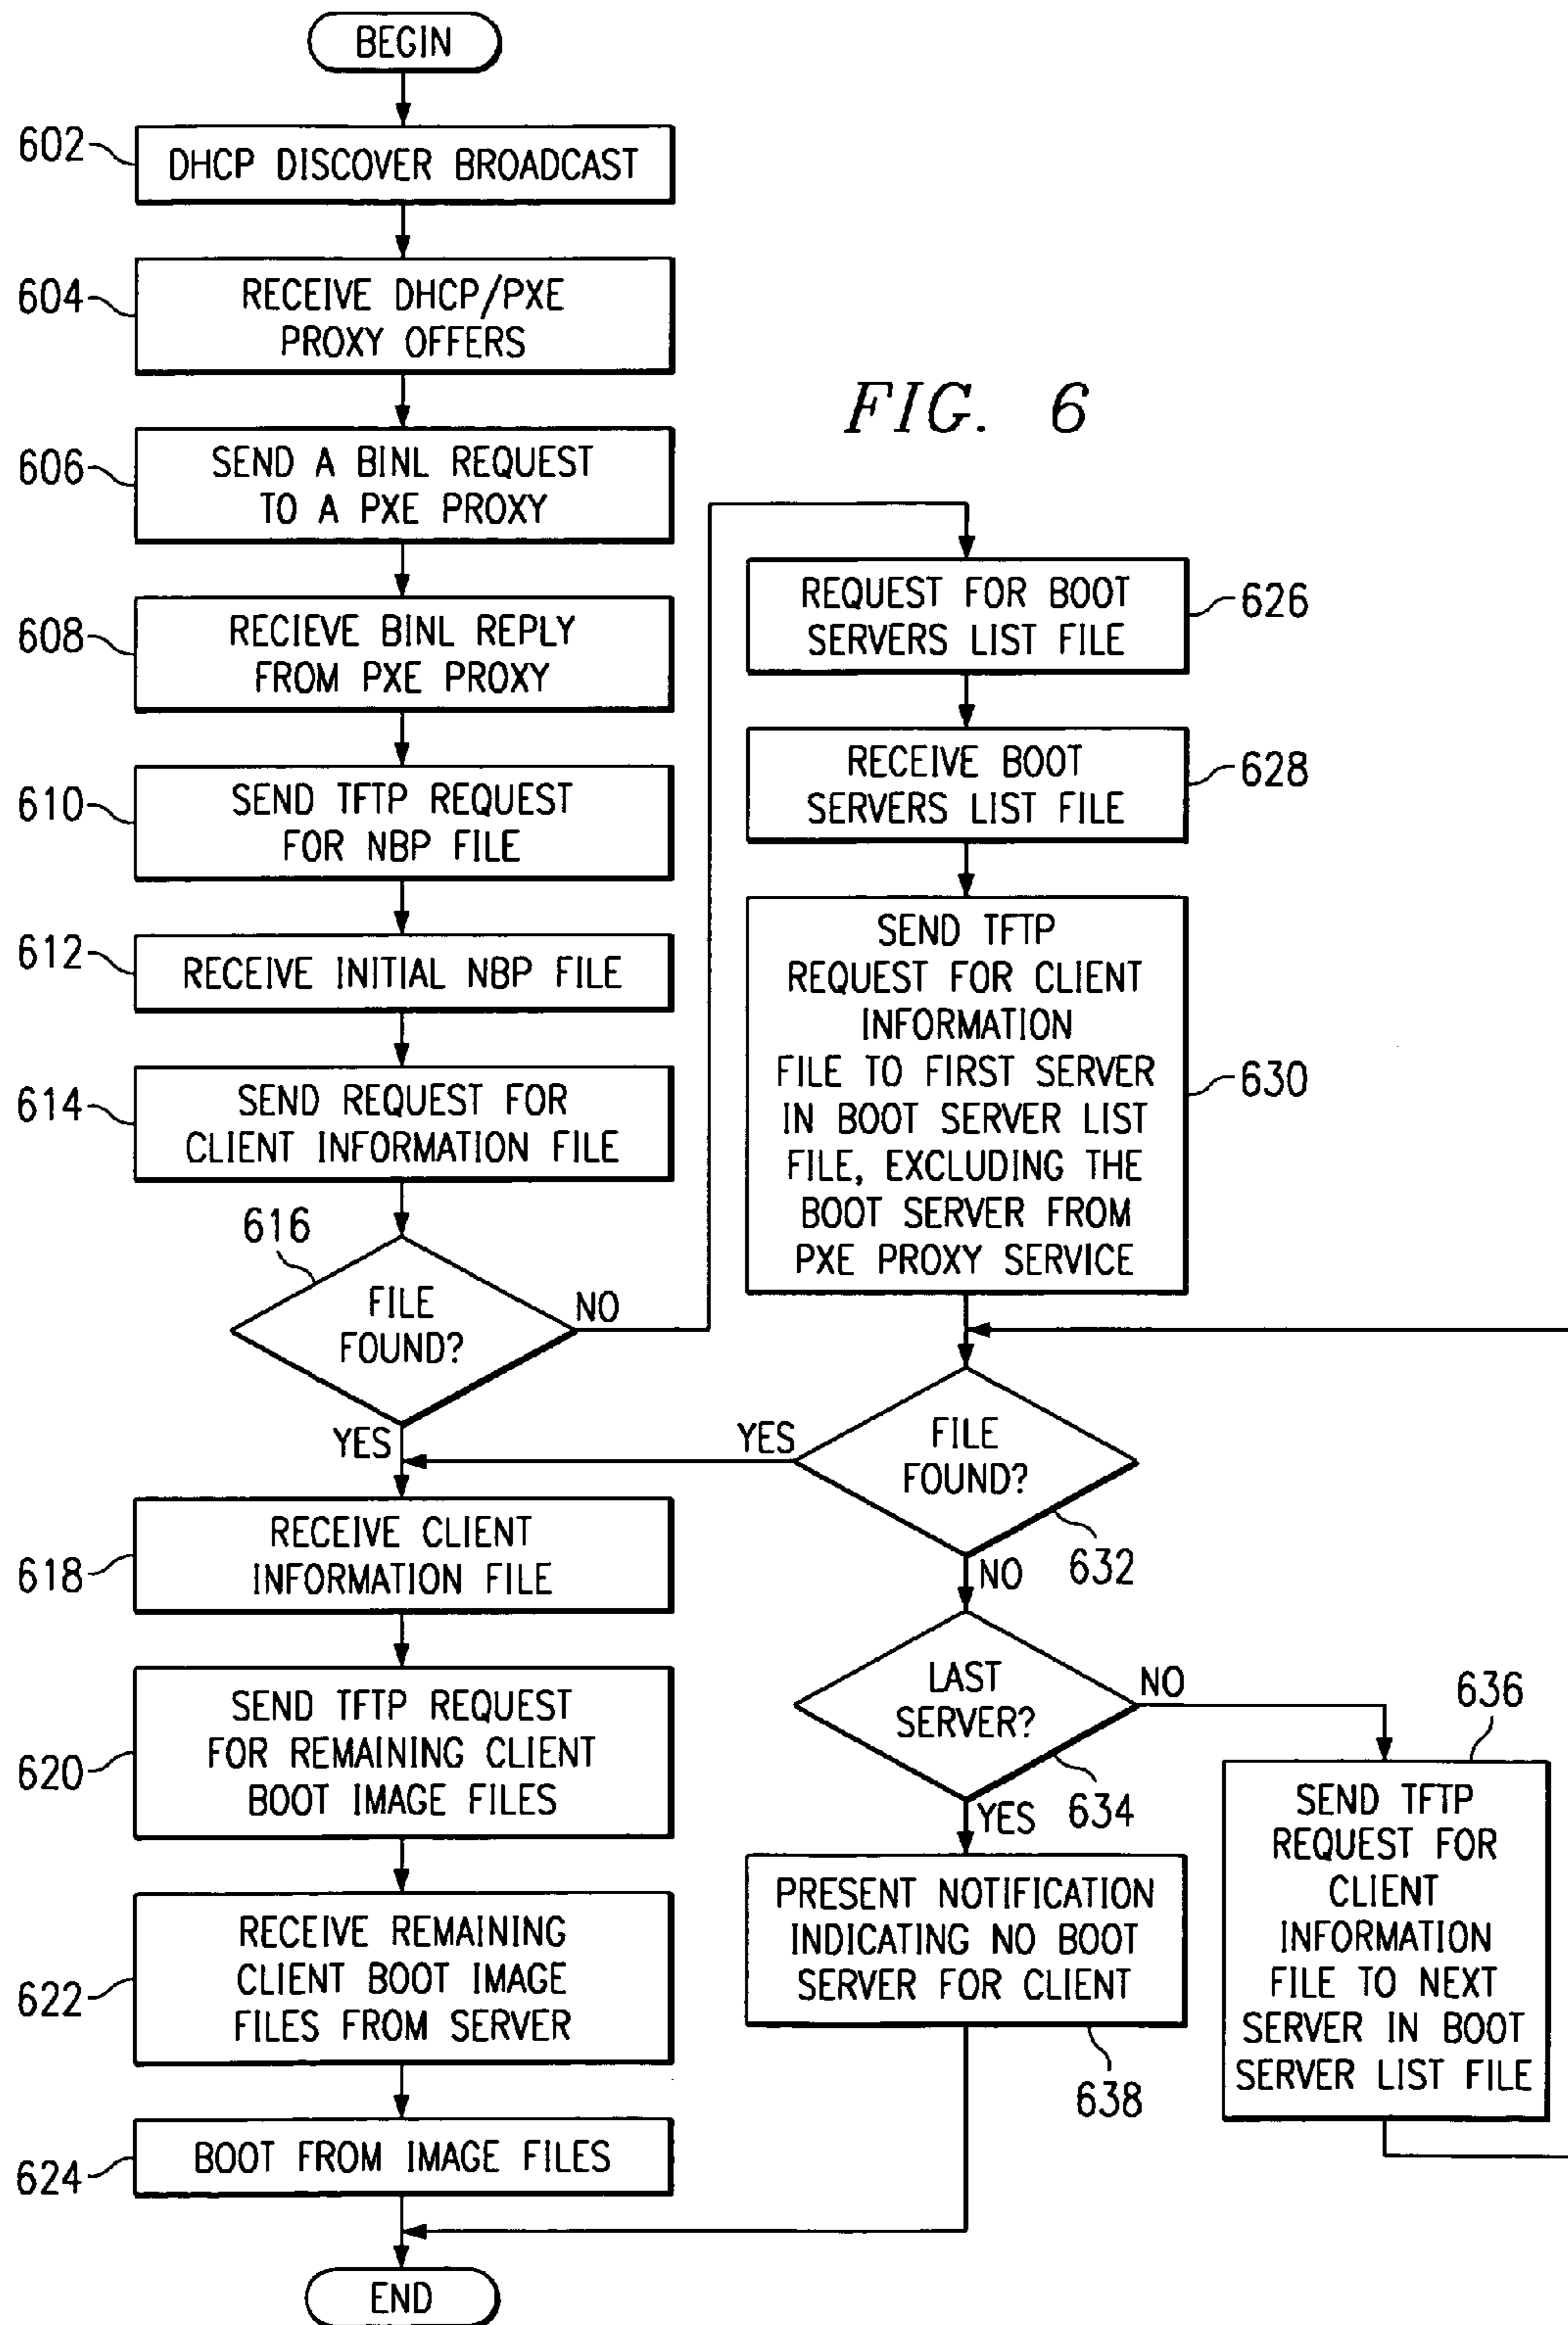 BEGIN
602
DHCP DISCOVER BROADCAST
604
RECEIVE DHCP/PXE
PROXY OFFERS
FIG. 6
606
SEND A BINL REQUEST
TO A PXE PROXY
608
RECIEVE BINL REPLY
FROM PXE PROXY
610
SEND TFTP REQUEST
FOR NBP FILE
612
RECEIVE INITIAL NBP FILE
614
SEND REQUEST FOR
CLIENT INFORMATION FILE
616
FILE
FOUND?
NO
YES
618
RECEIVE CLIENT
INFORMATION FILE
620
SEND TFTP REQUEST
FOR REMAINING CLIENT
BOOT IMAGE FILES
622
RECEIVE REMAINING
CLIENT BOOT IMAGE
FILES FROM SERVER
624
BOOT FROM IMAGE FILES
END
REQUEST FOR BOOT
SERVERS LIST FILE
626
RECEIVE BOOT
SERVERS LIST FILE
628
SEND TFTP
REQUEST FOR CLIENT
INFORMATION
FILE TO FIRST SERVER
IN BOOT SERVER LIST
FILE, EXCLUDING THE
BOOT SERVER FROM
PXE PROXY SERVICE
630
YES
FILE
FOUND?
632
NO
LAST
SERVER?
NO
634
YES
PRESENT NOTIFICATION
INDICATING NO BOOT
SERVER FOR CLIENT
638
636
SEND TFTP
REQUEST FOR
CLIENT
INFORMATION
FILE TO NEXT
SERVER IN BOOT
SERVER LIST FILE